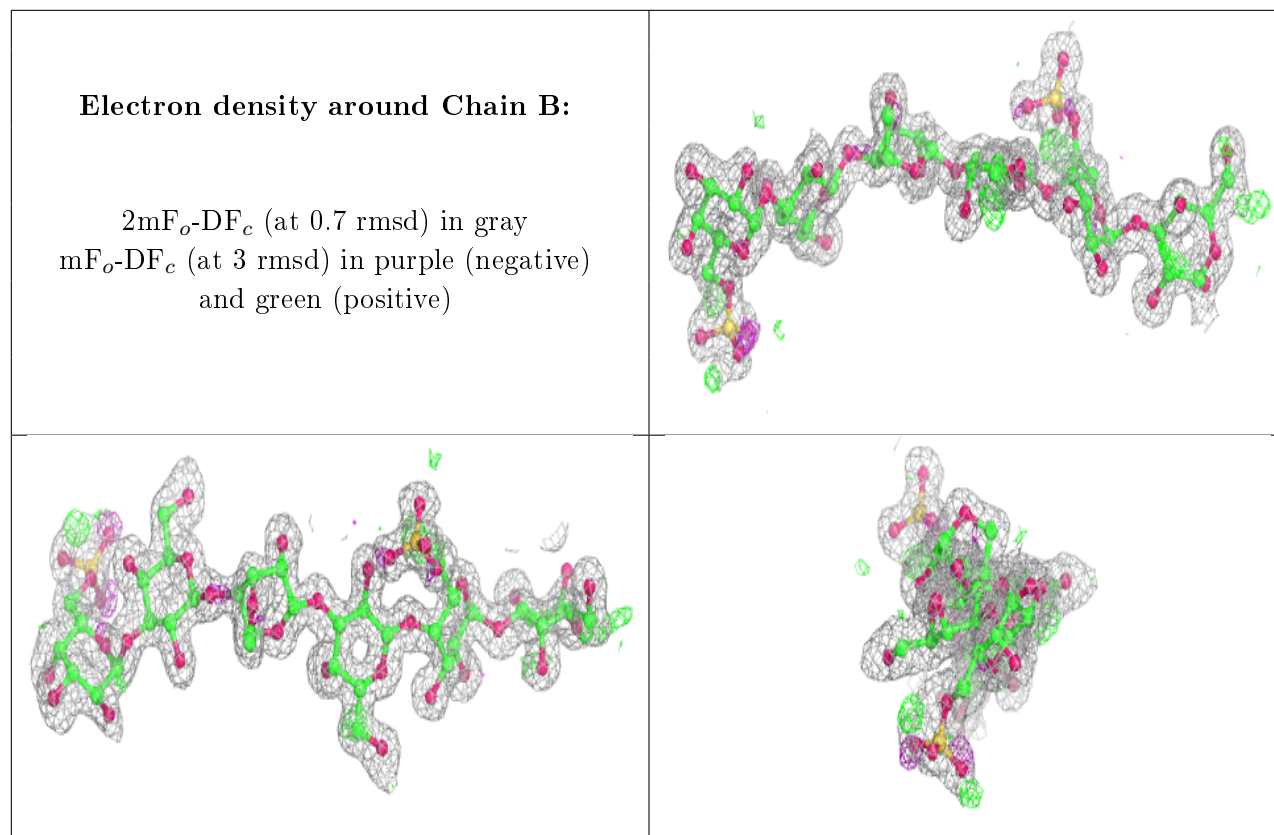 Electron density around Chain B:
2mFₒ-DF𝒸 (at 0.7 rmsd) in gray
mFₒ-DF𝒸 (at 3 rmsd) in purple (negative)
and green (positive)